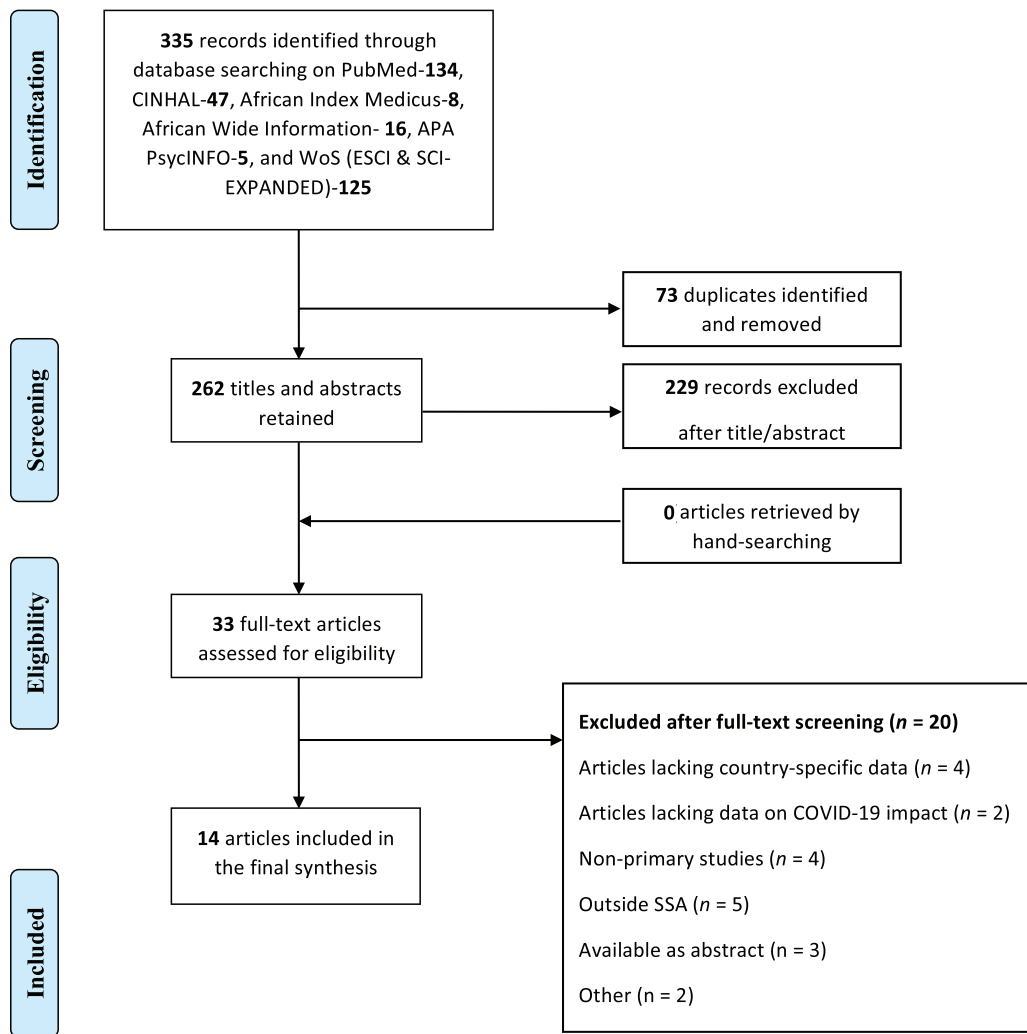 Identification
335 records identified through
database searching on PubMed-134,
CINHAL-47, African Index Medicus-8,
African Wide Information- 16, APA
PsycINFO-5, and WoS (ESCI & SCI-
EXPANDED)-125
73 duplicates identified
and removed
Screening
262 titles and abstracts
retained
229 records excluded
after title/abstract
0 articles retrieved by
hand-searching
Eligibility
33 full-text articles
assessed for eligibility
Excluded after full-text screening (n = 20)
Articles lacking country-specific data (n = 4)
Articles lacking data on COVID-19 impact (n = 2)
Non-primary studies (n = 4)
Outside SSA (n = 5)
Available as abstract (n = 3)
Other (n = 2)
Included
14 articles included in
the final synthesis